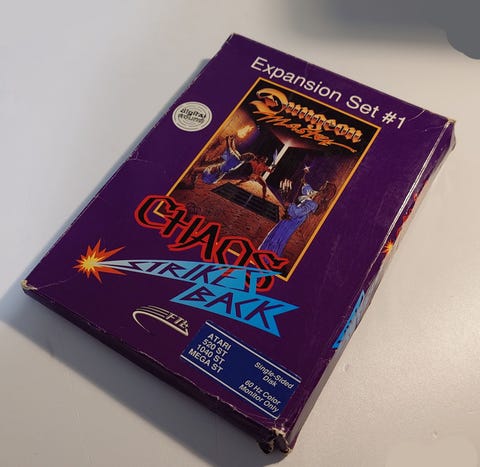 Expansion Set #1
digital
sound
Dungeon
Master
CHAOS
STRIKES
BACK
FTL
ATARI
520 ST
1040 ST
MEGA ST
Single-Sided
Disk
60 Hz Color
Monitor Only